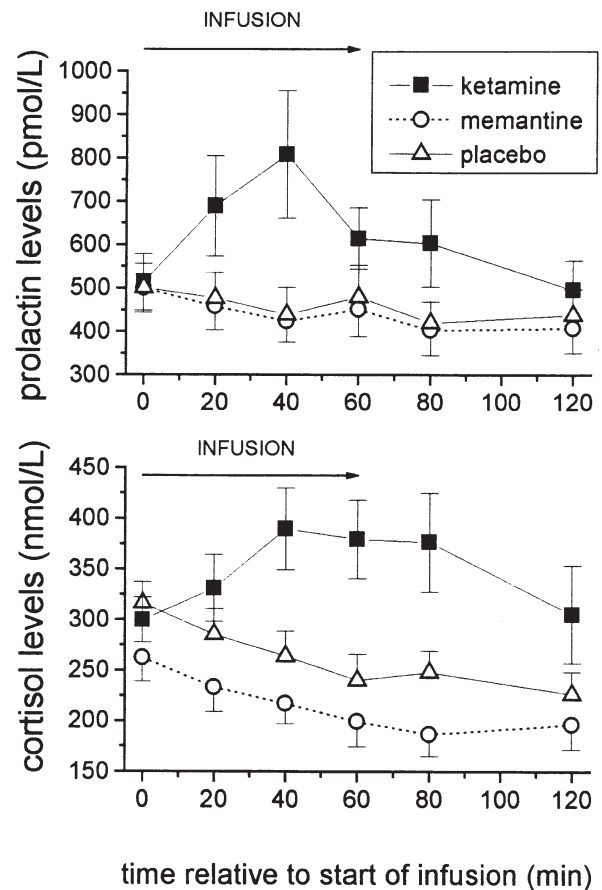 INFUSION
ketamine
memantine
placebo
prolactin levels (pmol/L)
1000
900
800
700
600
500
400
300
0 20 40 60 80 100 120
INFUSION
cortisol levels (nmol/L)
450
400
350
300
250
200
150
0 20 40 60 80 100 120
time relative to start of infusion (min)